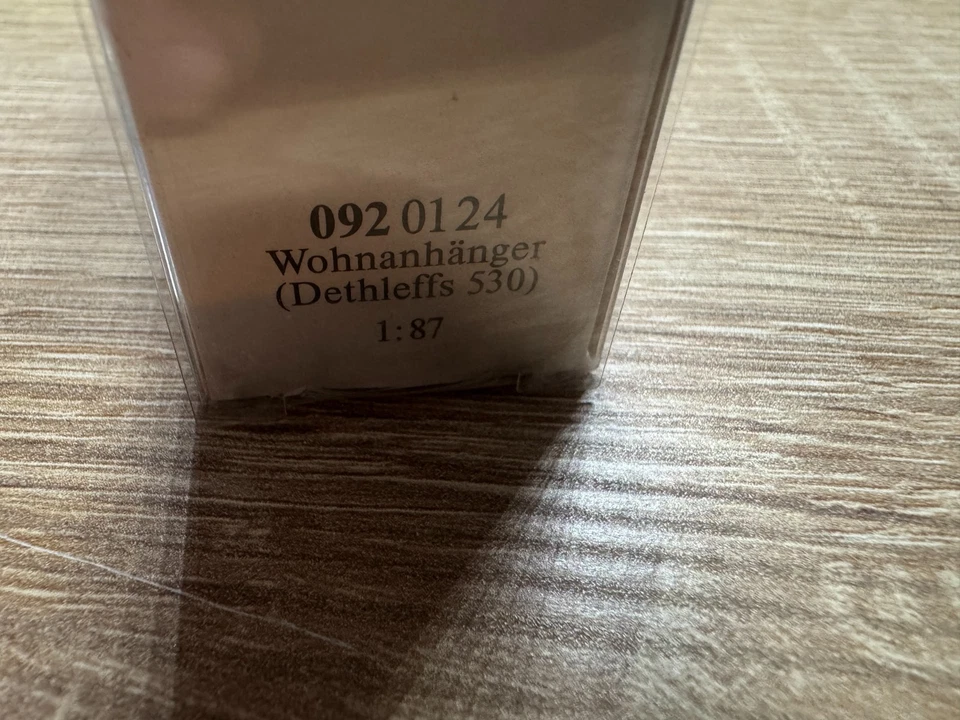 092 0124
Wohnanhänger
(Dethleffs 530)
1:87